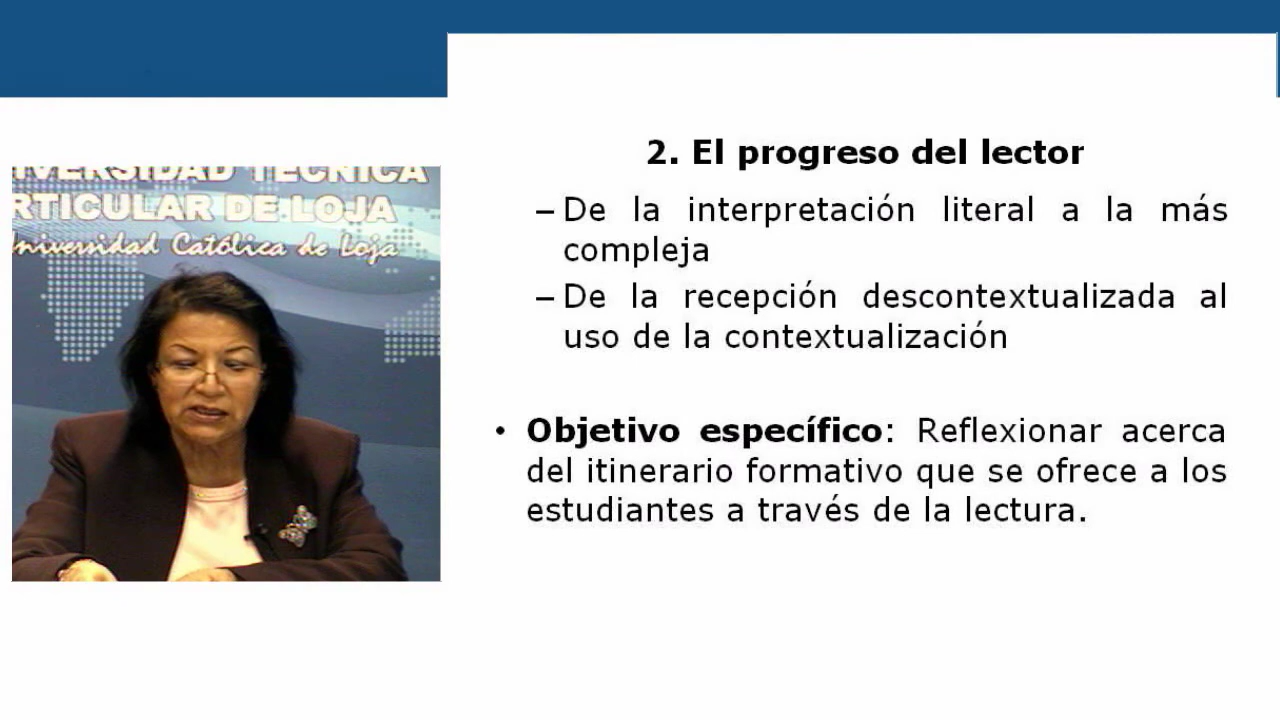 IVERSIDAD TECNICA
RTICULAR DE LOJA
Universidad Católica de Loja
2. El progreso del lector
– De la interpretación literal a la más
compleja
– De la recepción descontextualizada al
uso de la contextualización
• Objetivo específico: Reflexionar acerca
del itinerario formativo que se ofrece a los
estudiantes a través de la lectura.